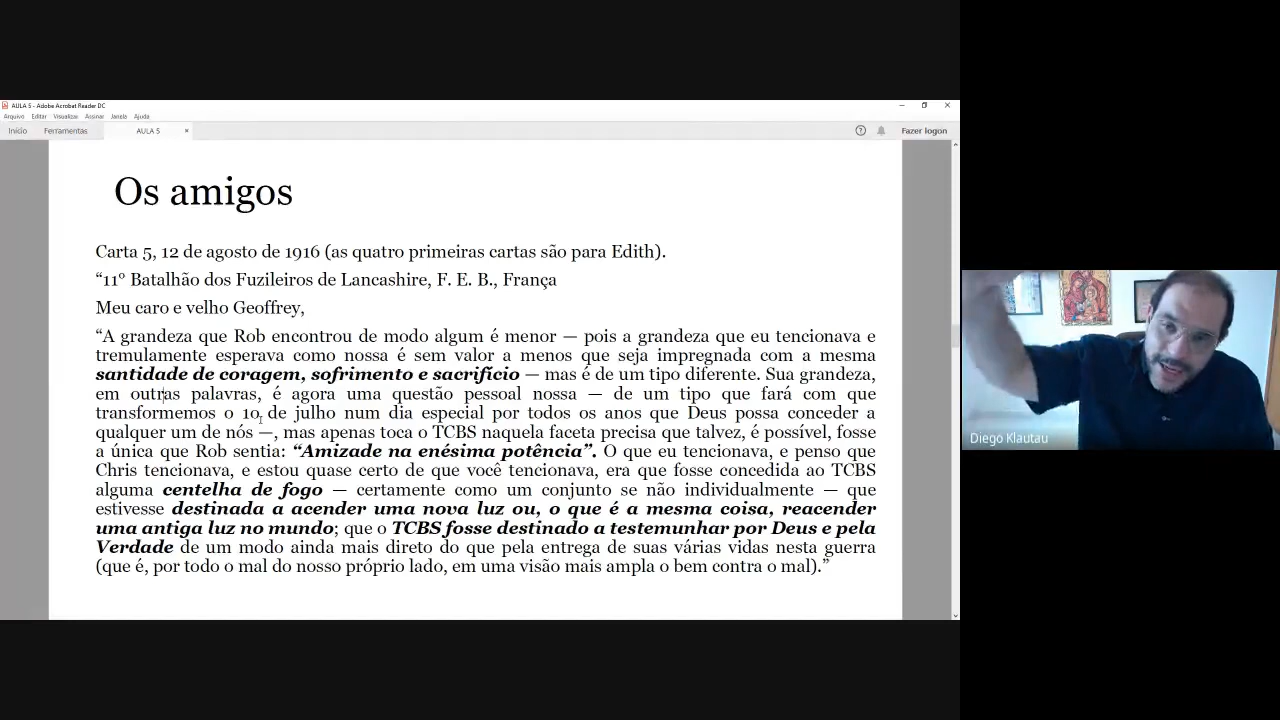 AULA 5 - Adobe Acrobat Reader DC
Arquivo Editar Visualizar Assinar Janela Ajuda
Início Ferramentas AULA 5 Fazer logon
Os amigos
Carta 5, 12 de agosto de 1916 (as quatro primeiras cartas são para Edith).
“11° Batalhão dos Fuzileiros de Lancashire, F. E. B., França
Meu caro e velho Geoffrey,
“A grandeza que Rob encontrou de modo algum é menor — pois a grandeza que eu tencionava e
tremulamente esperava como nossa é sem valor a menos que seja impregnada com a mesma
santidade de coragem, sofrimento e sacrifício — mas é de um tipo diferente. Sua grandeza,
em outras palavras, é agora uma questão pessoal nossa — de um tipo que fará com que
transformemos o 1o de julho num dia especial por todos os anos que Deus possa conceder a
qualquer um de nós —, mas apenas toca o TCBS naquela faceta precisa que talvez, é possível, fosse
a única que Rob sentia: “Amizade na enésima potência”. O que eu tencionava, e penso que
Chris tencionava, e estou quase certo de que você tencionava, era que fosse concedida ao TCBS
alguma centelha de fogo — certamente como um conjunto se não individualmente — que
estivesse destinada a acender uma nova luz ou, o que é a mesma coisa, reacender
uma antiga luz no mundo; que o TCBS fosse destinado a testemunhar por Deus e pela
Verdade de um modo ainda mais direto do que pela entrega de suas várias vidas nesta guerra
(que é, por todo o mal do nosso próprio lado, em uma visão mais ampla o bem contra o mal).”
Diego Klautau